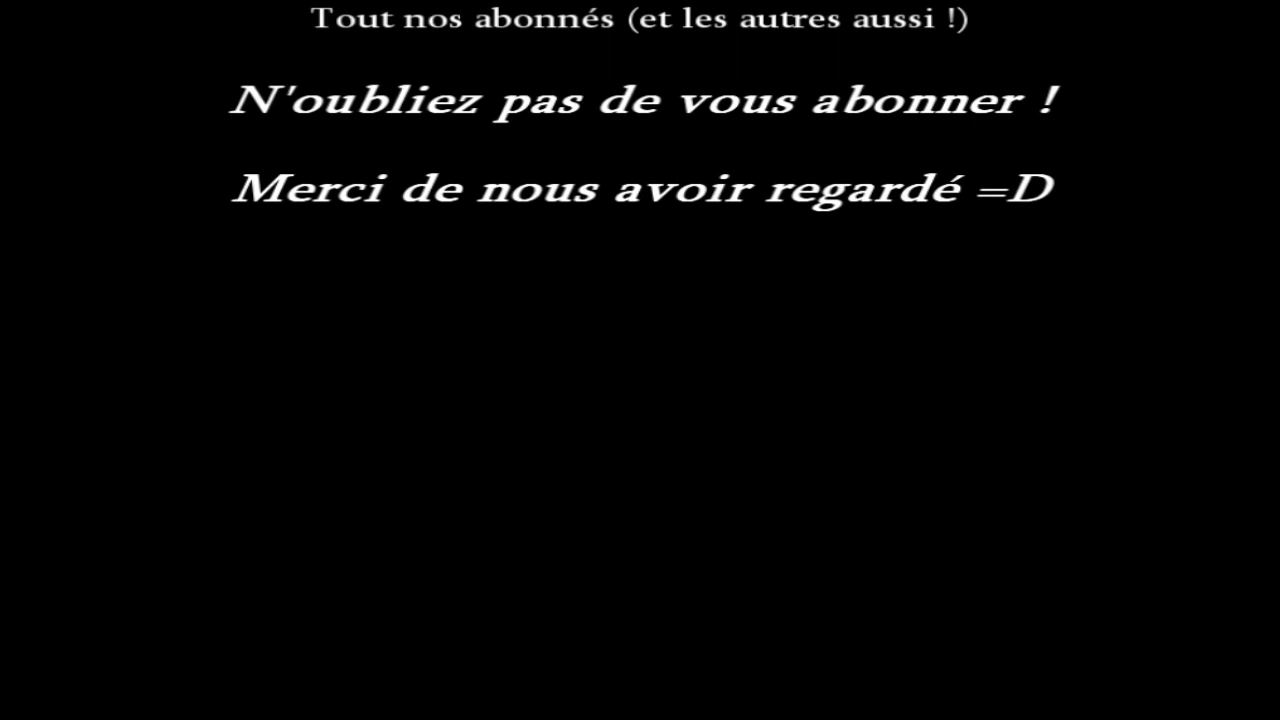 Tout nos abonnés (et les autres aussi !)
N'oubliez pas de vous abonner !
Merci de nous avoir regardé =D